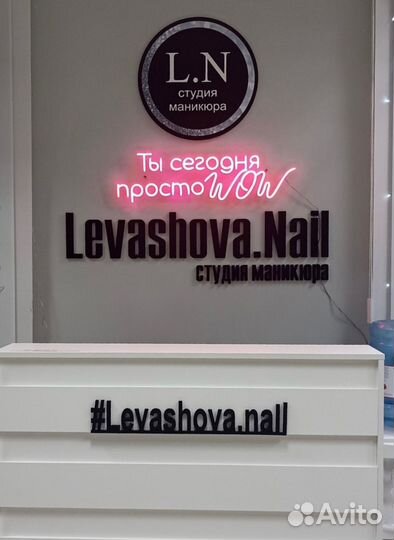 L.N
студия
маникюра
Ты сегодня
просто WOW
Levashova.Nail
студия маникюра
#Levashova.nail
Avito